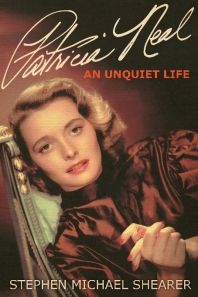 Patricia Neal
AN UNQUIET LIFE
STEPHEN MICHAEL SHEARER